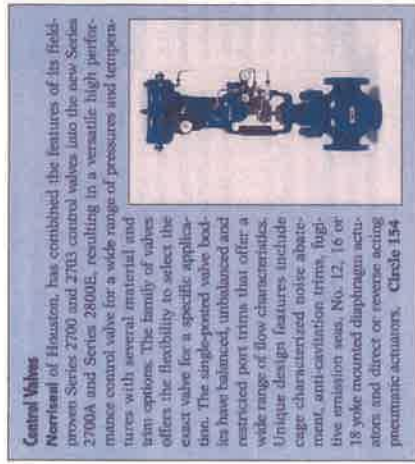 Control Valves
Norriseal of Houston, has combined the features of its field-
proven Series 2700 and 2703 control valves into the new Series
2700A and Series 2800E, resulting in a versatile high perfor-
mance control valve for a wide range of pressures and tempera-
tures with several material and
trim options. The family of valves
offers the flexibility to select the
exact valve for a specific applica-
tion. The single-ported valve bod-
ies have balanced, unbalanced and
restricted port trims that offer a
wide range of flow characteristics.
Unique design features include
cage characterized noise abate-
ment, anti-cavitation trims, fugi-
tive emission seas, No. 12, 16 or
18 yoke mounted diaphragm actu-
ators and direct or reverse acting
pneumatic actuators. Circle 154